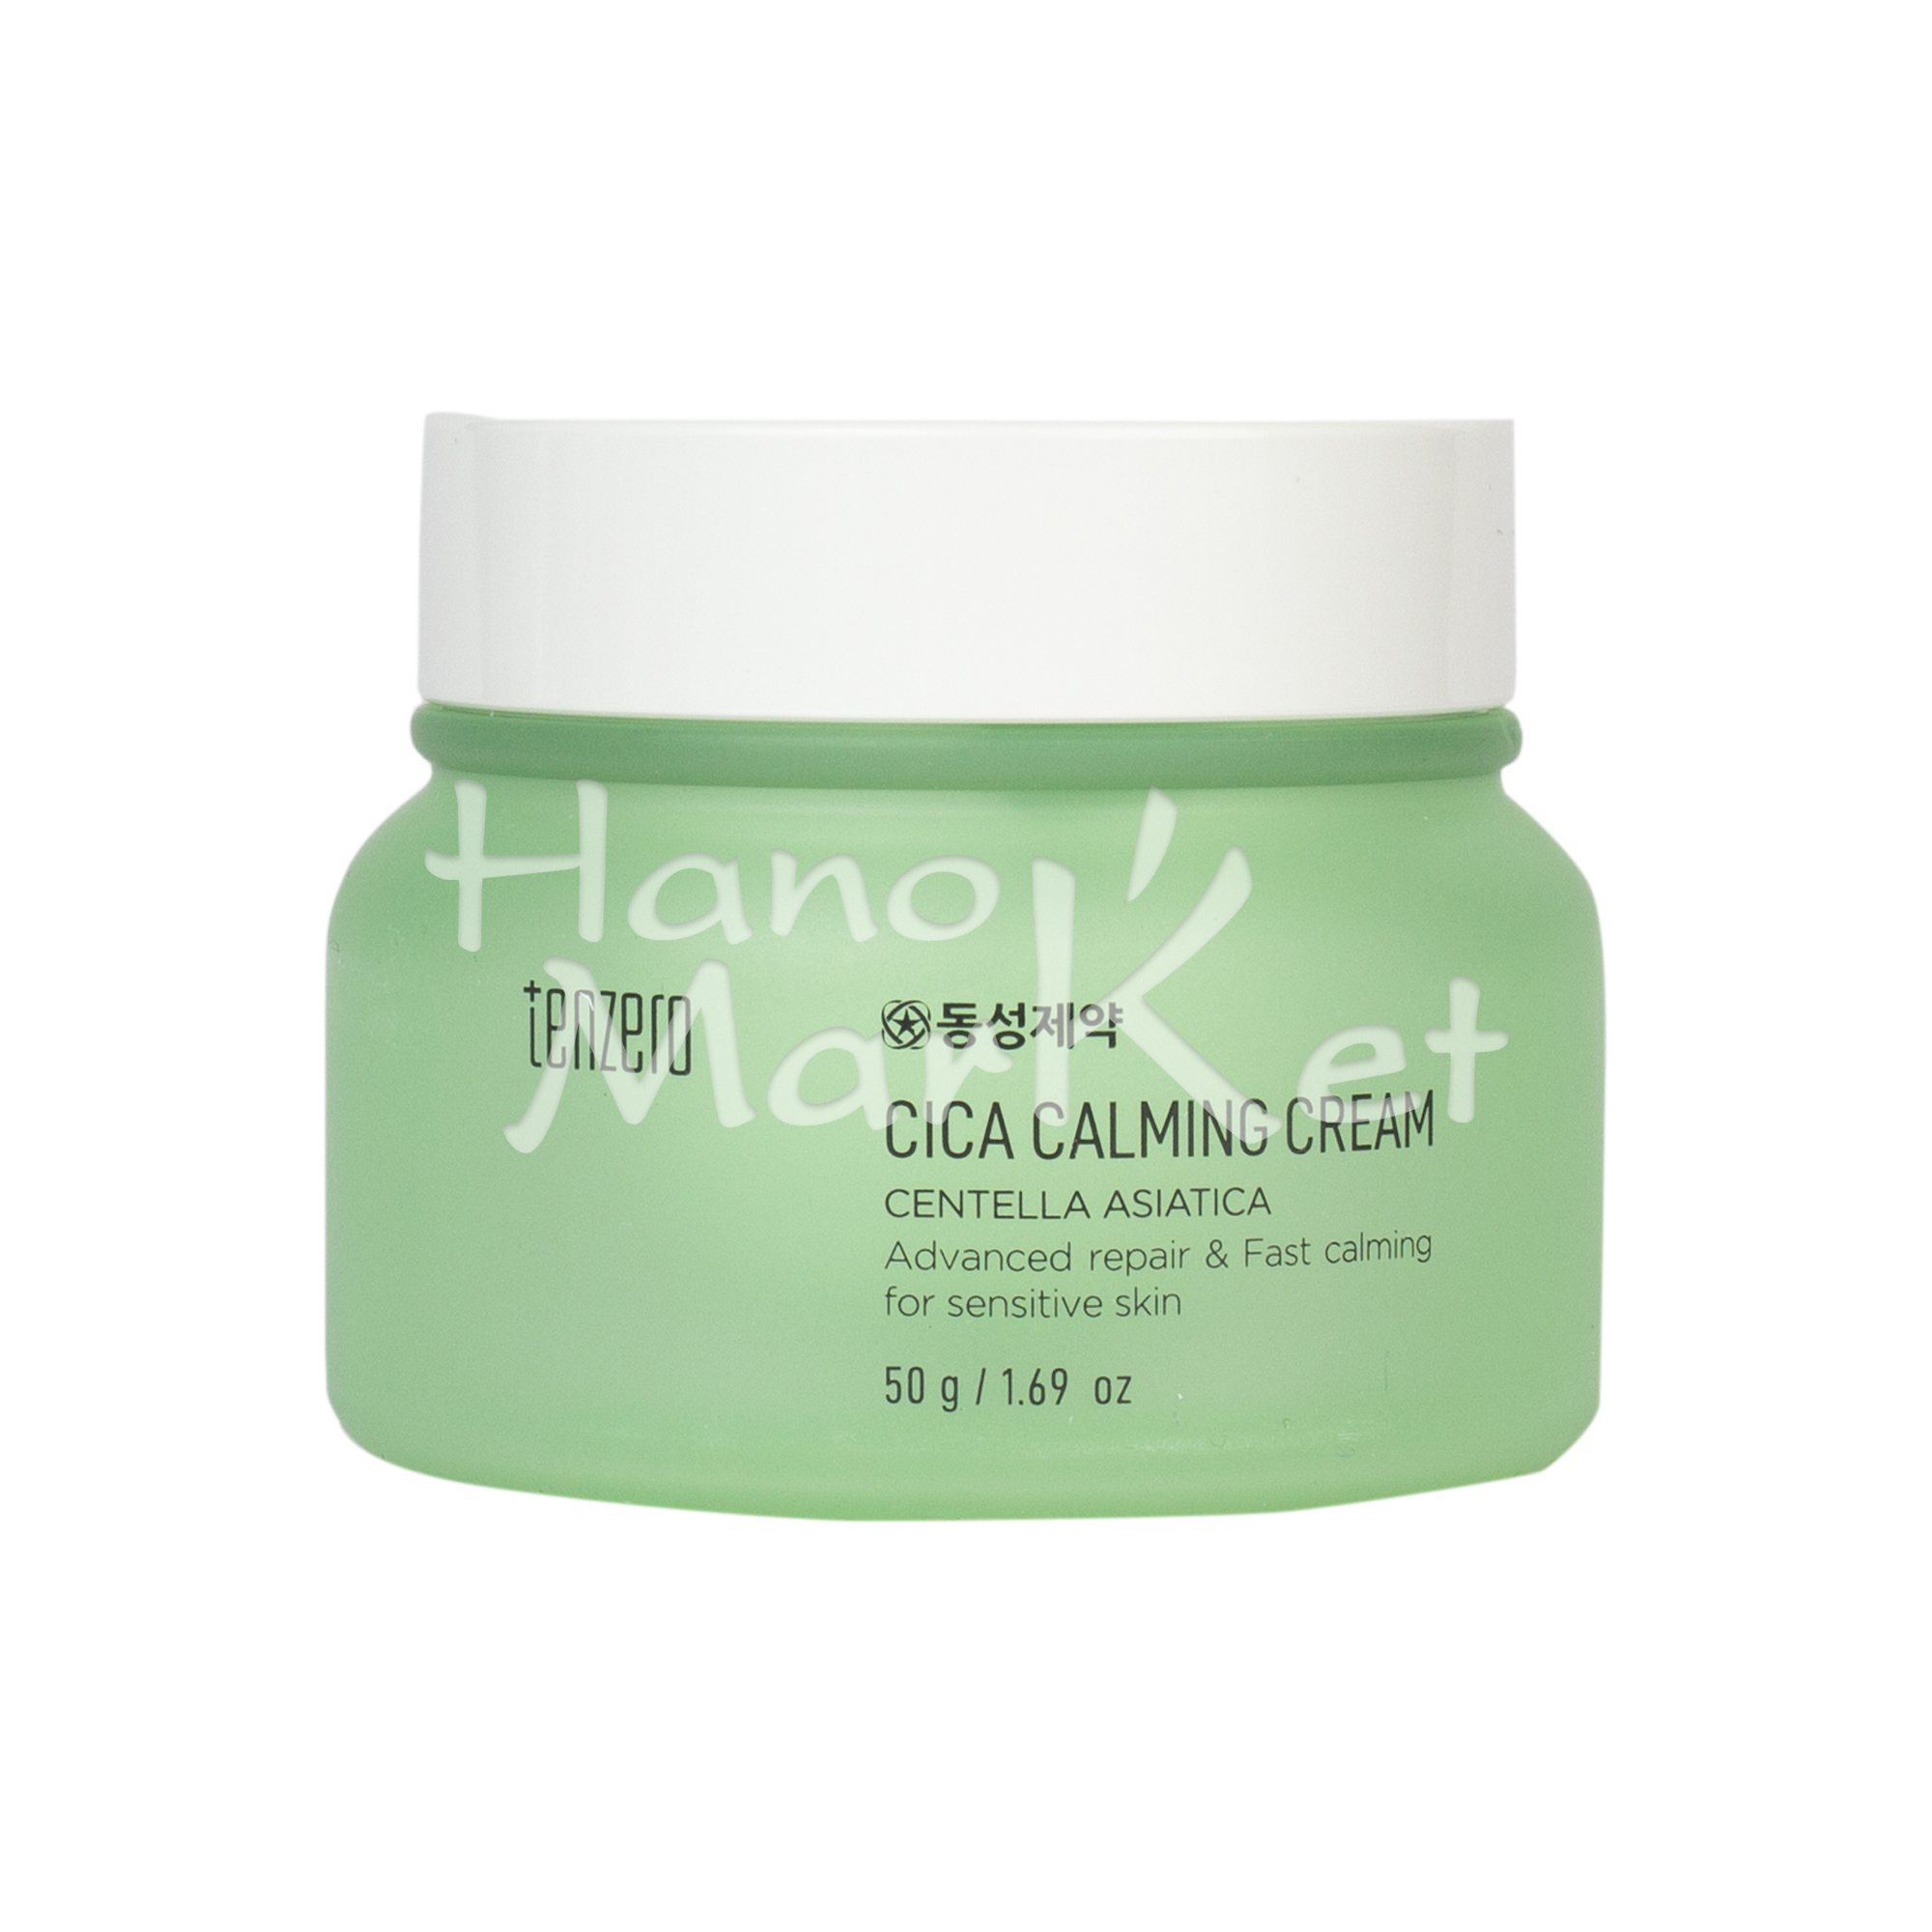 Hano
Market
tenzero
동성제약
CICA CALMING CREAM
CENTELLA ASIATICA
Advanced repair & Fast calming
for sensitive skin
50 g / 1.69 oz